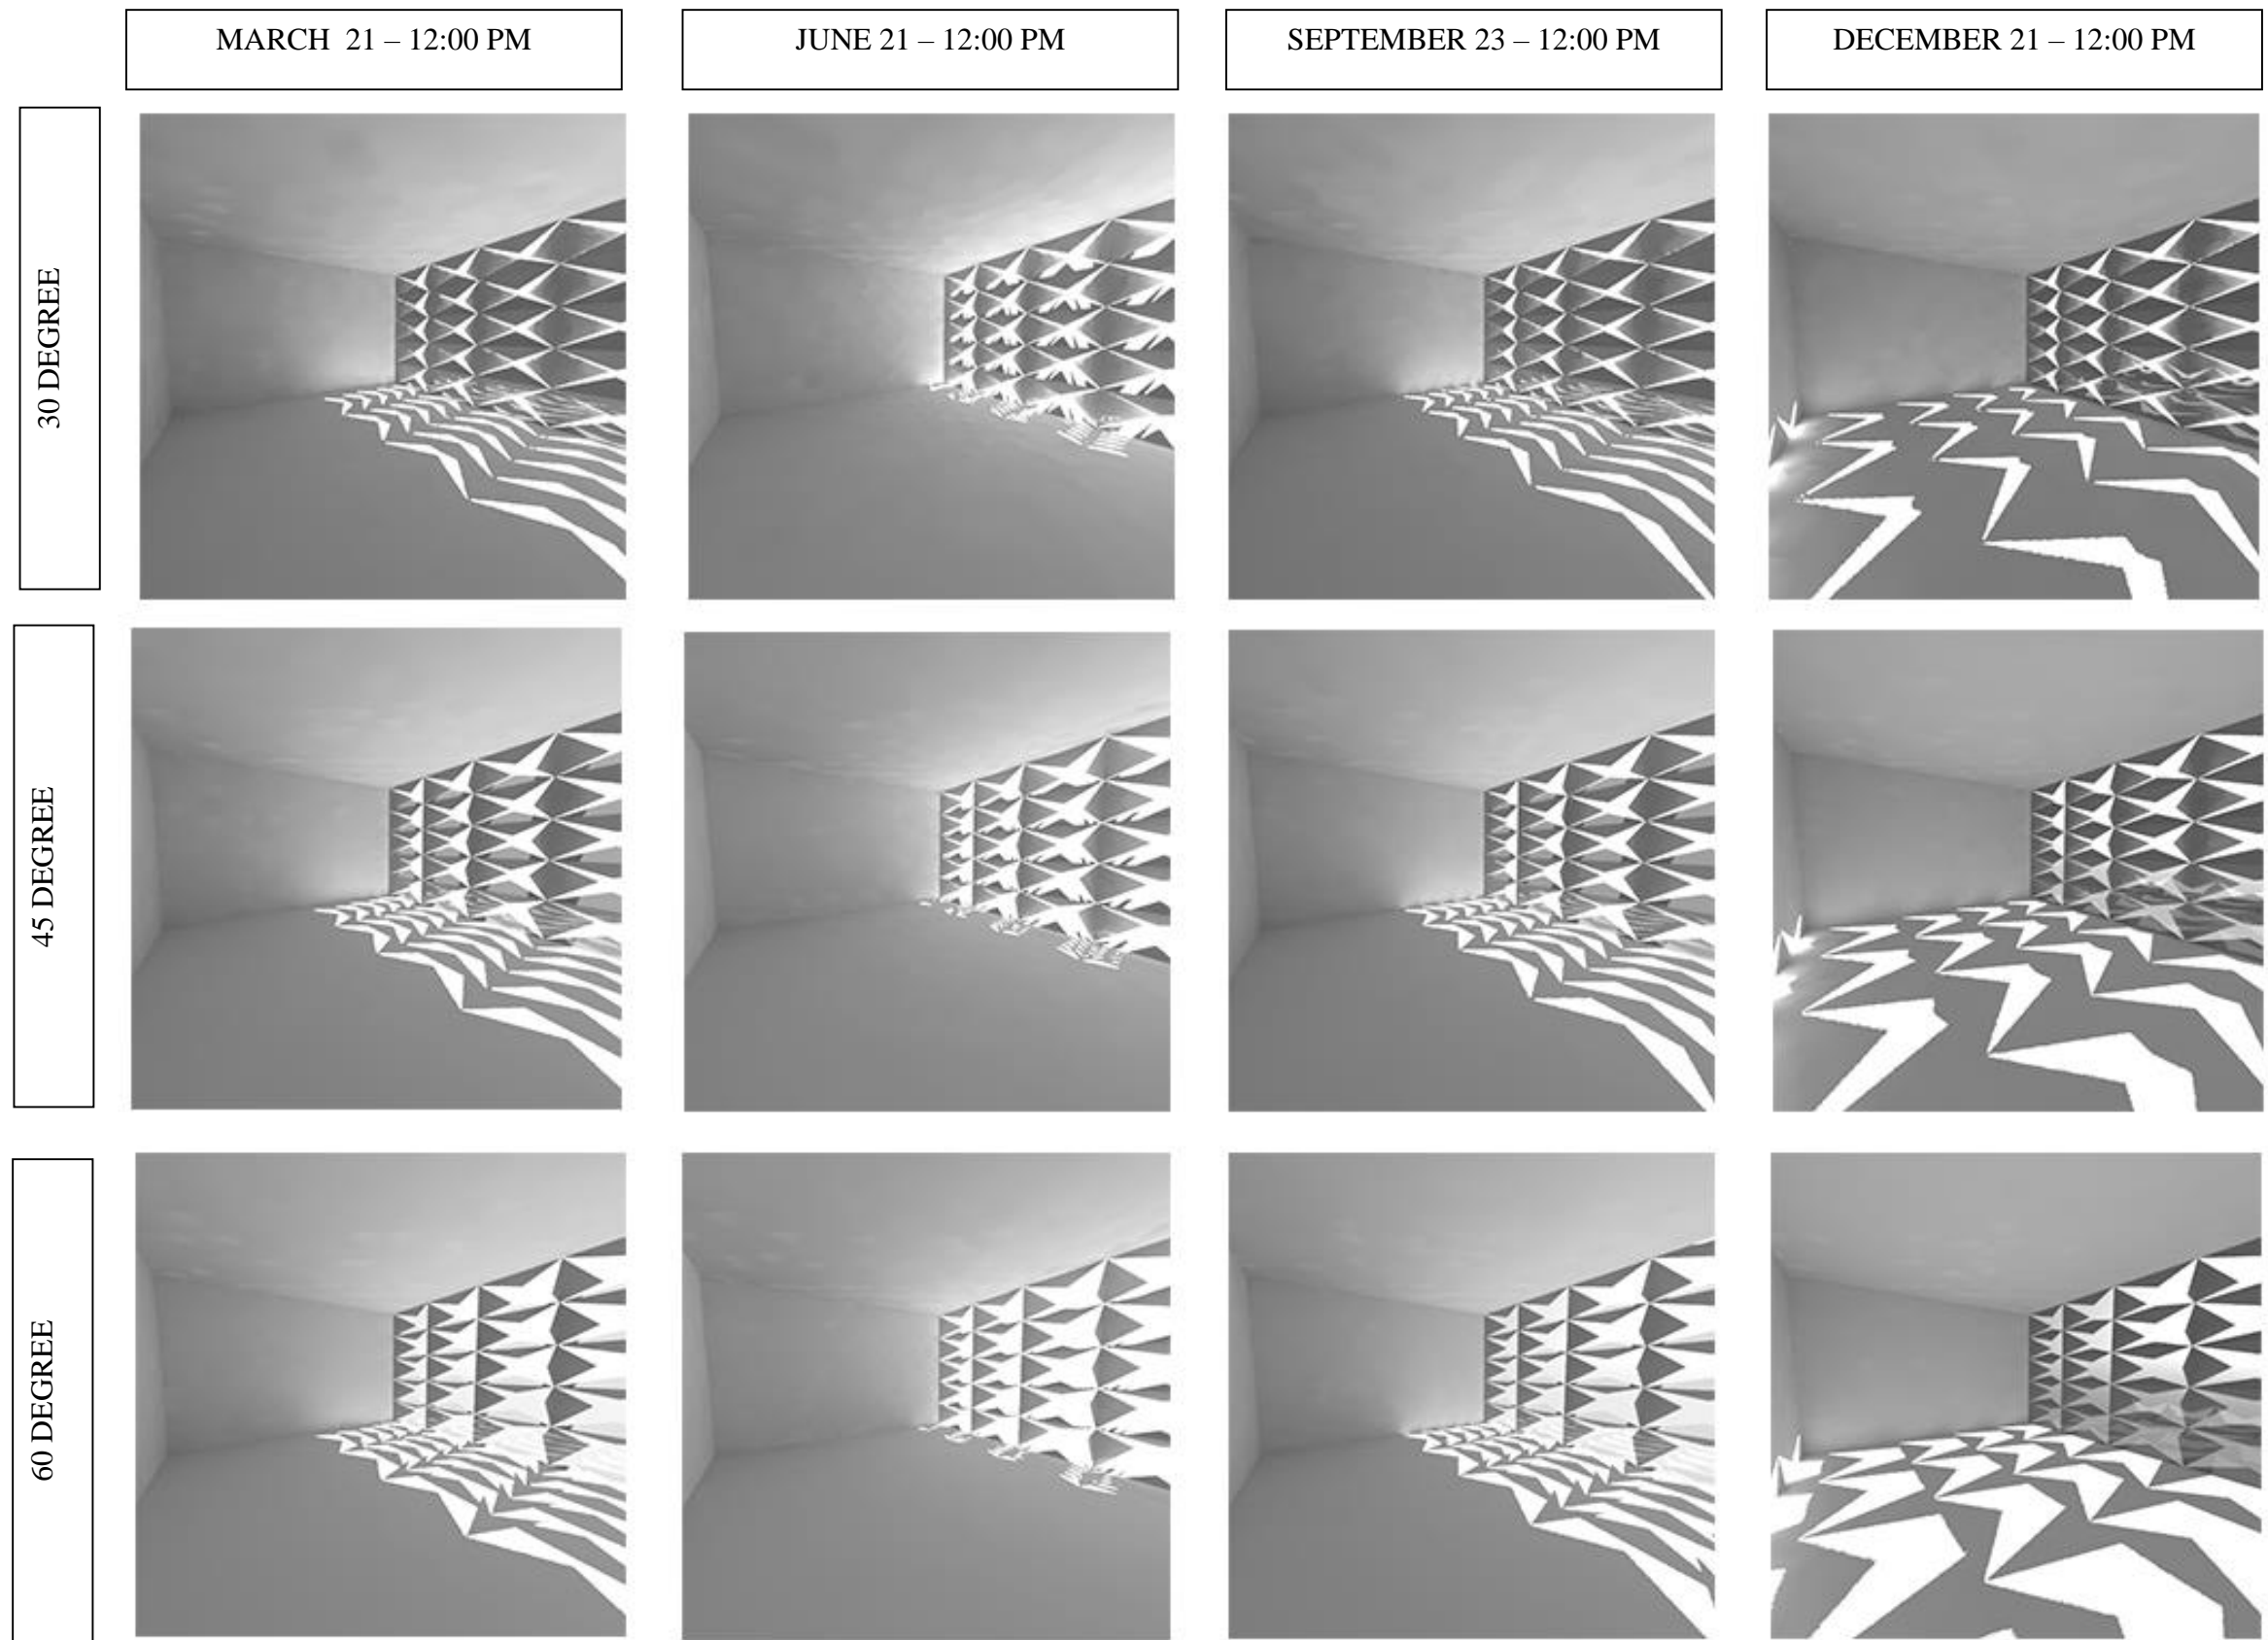 MARCH  21 – 12:00 PM
JUNE 21 – 12:00 PM
SEPTEMBER 23 – 12:00 PM
DECEMBER 21 – 12:00 PM
30 DEGREE
45 DEGREE
60 DEGREE